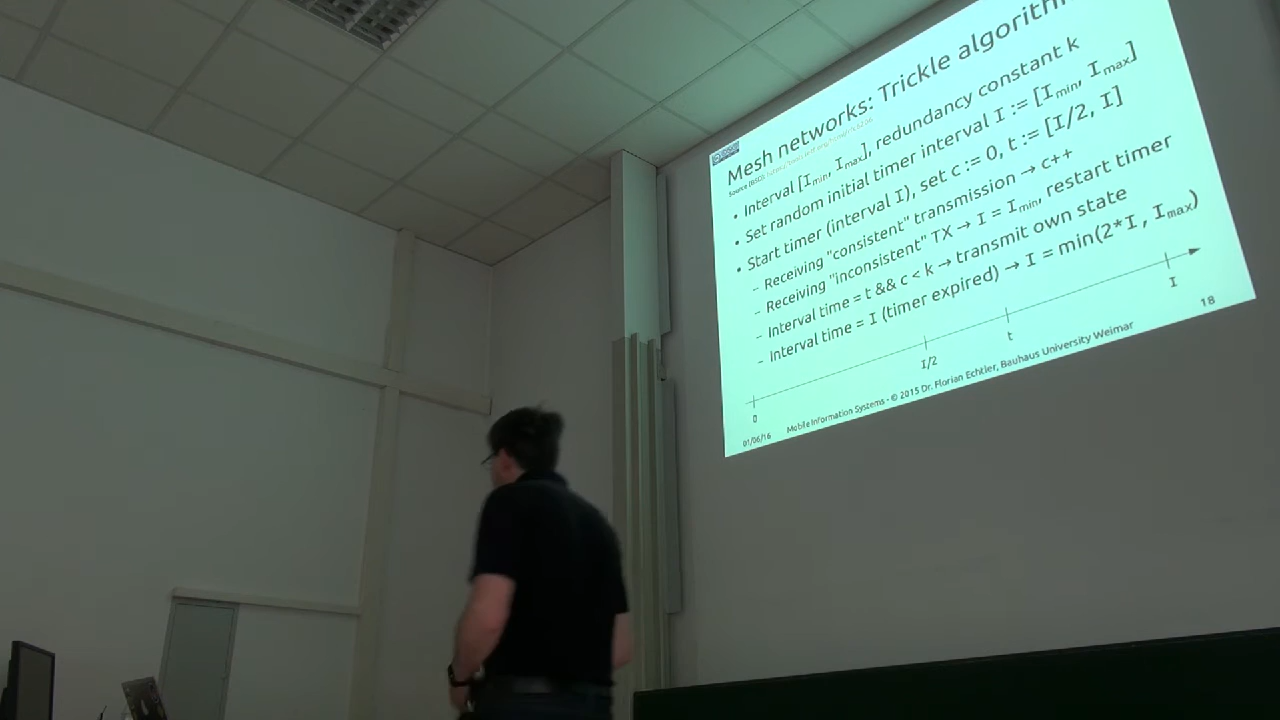 Mesh networks: Trickle algorithm
Source (BSD):
• Interval [Imin, Imax], redundancy constant k
• Set random initial timer interval I := [Imin, Imax]
• Start timer (interval I), set c := 0, t := [I/2, I]
– Receiving "consistent" transmission → c++
– Receiving "inconsistent" TX → I = Imin, restart timer
– Interval time = t && c < k → transmit own state
– Interval time = I (timer expired) → I = min(2*I, Imax)
0 I/2 t I
01/06/16 Mobile Information Systems - © 2015 Dr. Florian Echtler, Bauhaus University Weimar 18